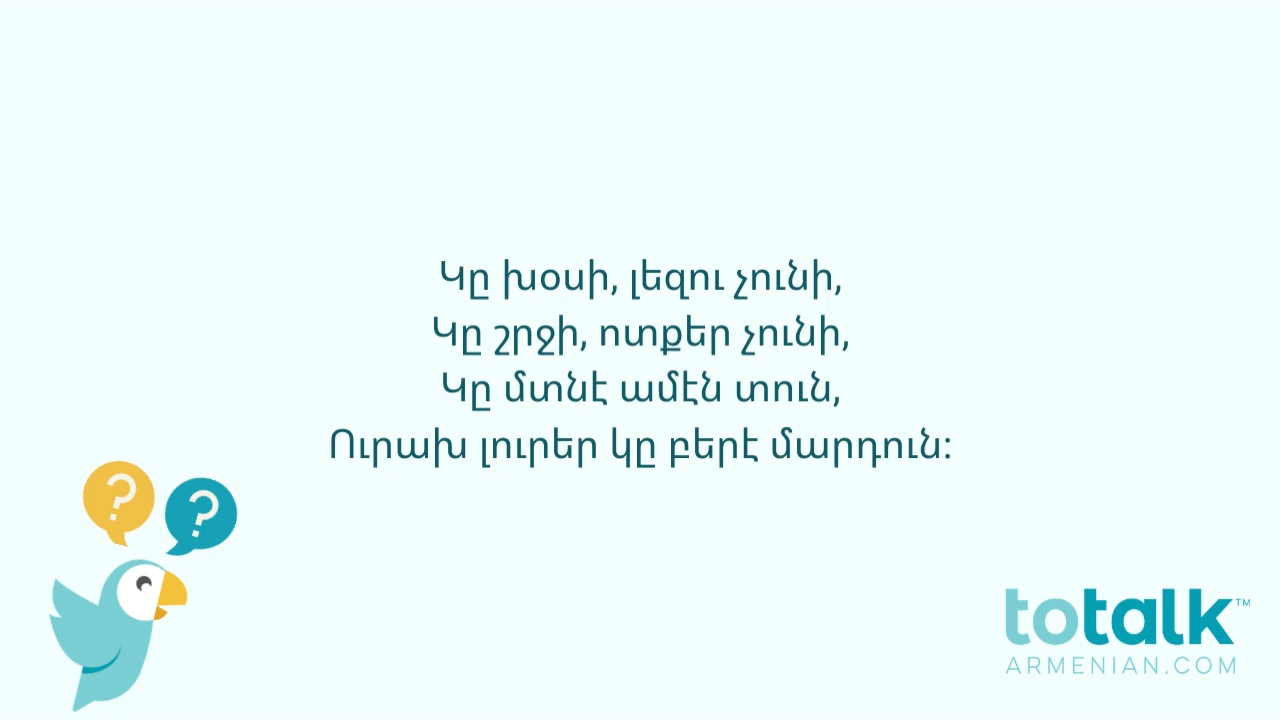 Կը խօսի, լեզու չունի,
Կը շրջի, ոտքեր չունի,
Կը մտնէ ամէն տուն,
Ուրախ լուրեր կը բերէ մարդուն:
? ?
totalk™
ARMENIAN.COM